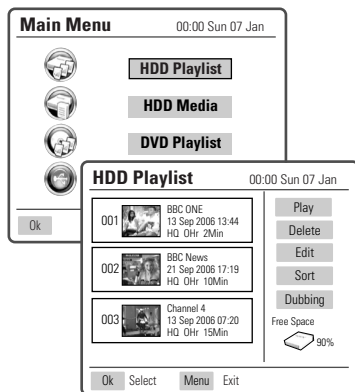 Main Menu 00:00 Sun 07 Jan
HDD Playlist
HDD Media
DVD Playlist
Ok
HDD Playlist 00:00 Sun 07 Jan
001 BBC ONE
13 Sep 2006 13:44
HQ 0Hr 2Min
002 BBC News
21 Sep 2006 17:19
HQ 0Hr 10Min
003 Channel 4
13 Sep 2006 07:20
HQ 0Hr 15Min
Play
Delete
Edit
Sort
Dubbing
Free Space
90%
Ok Select Menu Exit